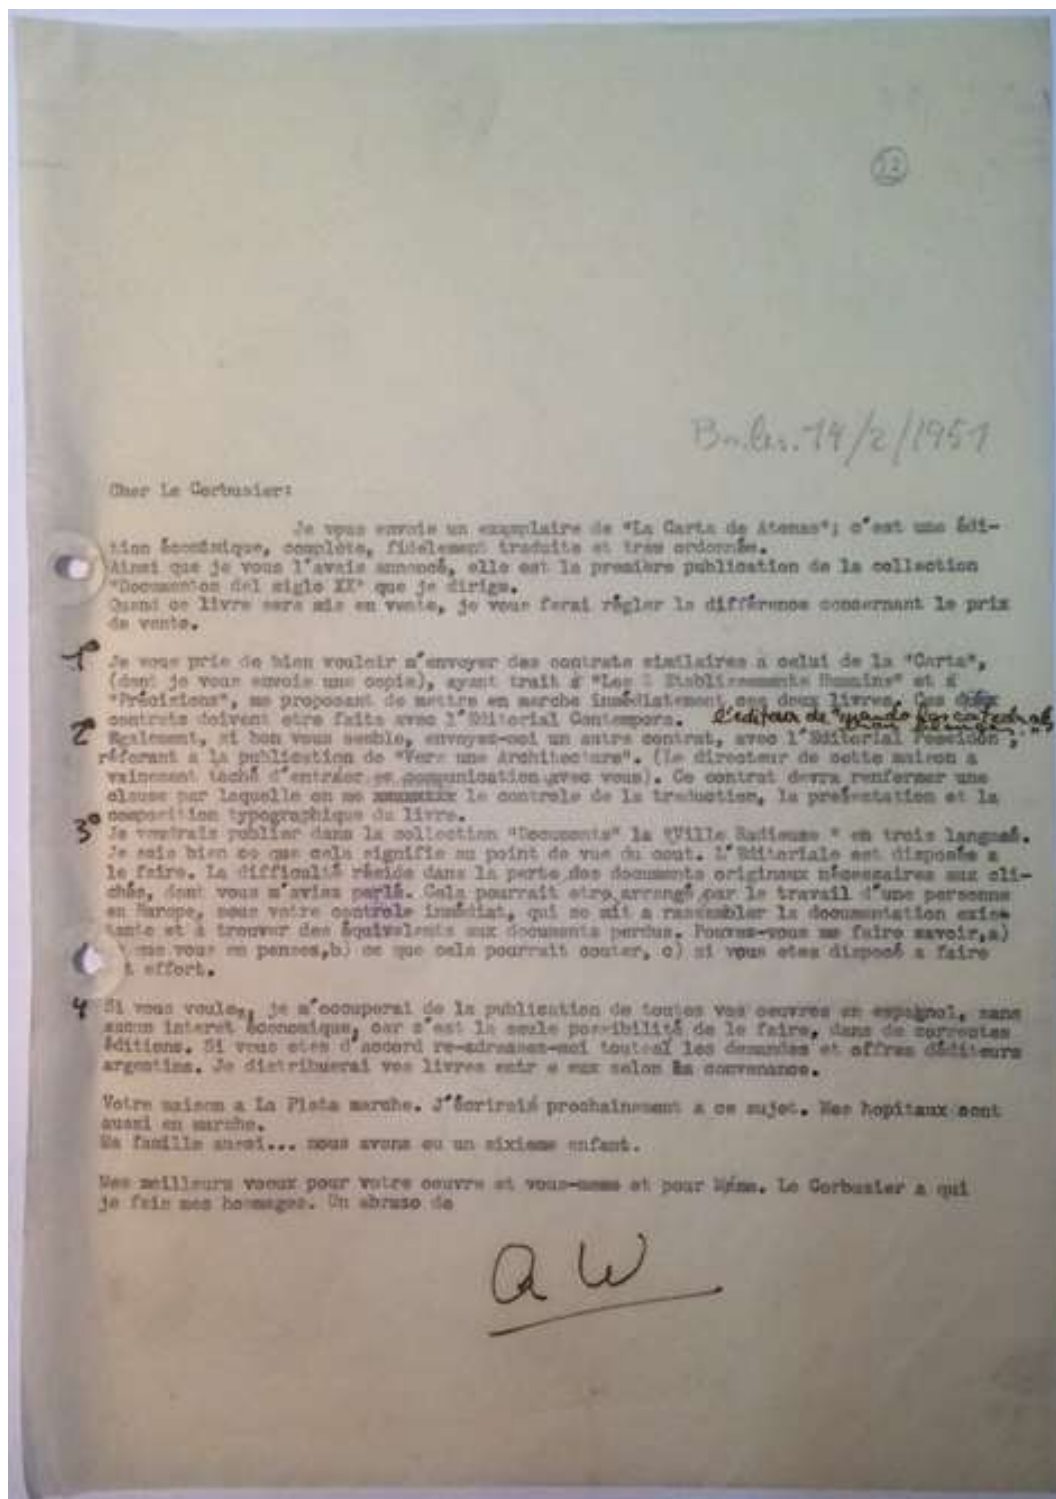 12
Bs. As. 14/2/1951
Cher Le Corbusier:
Je vous envoie un exemplaire de "La Carta de Atenas"; c'est une édi-
tion économique, complète, fidelement traduite et tres ordonnée.
Ainsi que je vous l'avais annoncé, elle est la première publication de la collection
"Documentos del siglo XX" que je dirige.
Quand ce livre sera mis en vente, je vous ferai régler la différence concernant le prix
de vente.
1º Je vous prie de bien vouloir m'envoyer des contrats similaires a celui de la "Carta",
(dont je vous envoie une copie), ayant trait á "Les 3 Etablissements Humains" et á
"Précisions", me proposant de mettre en marche immédiatement ces deux livres. Ces deux
contrats doivent etre faits avec l'Editorial Contempora. l'editeur de "cuando las catedrales
2º Egalement, si bon vous semble, envoyez-moi un autre contrat, avec l'Editorial Poseidon,
réferant a la publication de "Vers une Architecture". (Le directeur de cette maison a
vainement taché d'entrer en communication avec vous). Ce contrat devra renfermer une
clause par laquelle on me xxxxxxxx le controle de la traduction, la présentation et la
composition typographique du livre.
3º Je voudrais publier dans la collection "Documents" la "Ville Radieuse " en trois langues.
Je sais bien ce que cela signifie au point de vue du cout. L'Editoriale est disposée a
le faire. La difficulté réside dans la perte des documents originaux nécessaires aux cli-
chés, dont vous m'aviez parlé. Cela pourrait etre arrangé par le travail d'une personne
en Europe, sous votre controle immédiat, qui se mit a rassembler la documentation exis-
tante et á trouver des équivalents aux documents perdus. Pouvez-vous me faire savoir,a)
que vous en pensez,b) ce que cela pourrait couter, c) si vous etes disposé a faire
t effort.
4 Si vous voulez, je m'occuperai de la publication de toutes vos oeuvres en espagnol, sans
aucun interet économique, car c'est la seule possibilité de le faire, dans de correctes
éditions. Si vous etes d'accord re-adressez-moi toutes les demandes et offres d'éditeurs
argentins. Je distribuerai vos livres entr e eux selon la convenance.
Votre maison a La Plata marche. J'écrirai prochainement a ce sujet. Mes hopitaux sont
aussi en marche.
Ma famille aussi... nous avons eu un sixieme enfant.
Mes meilleurs voeux pour votre oeuvre et vous-meme et pour Mme. Le Corbusier a qui
je fais mes hommages. Un abrazo de
AW